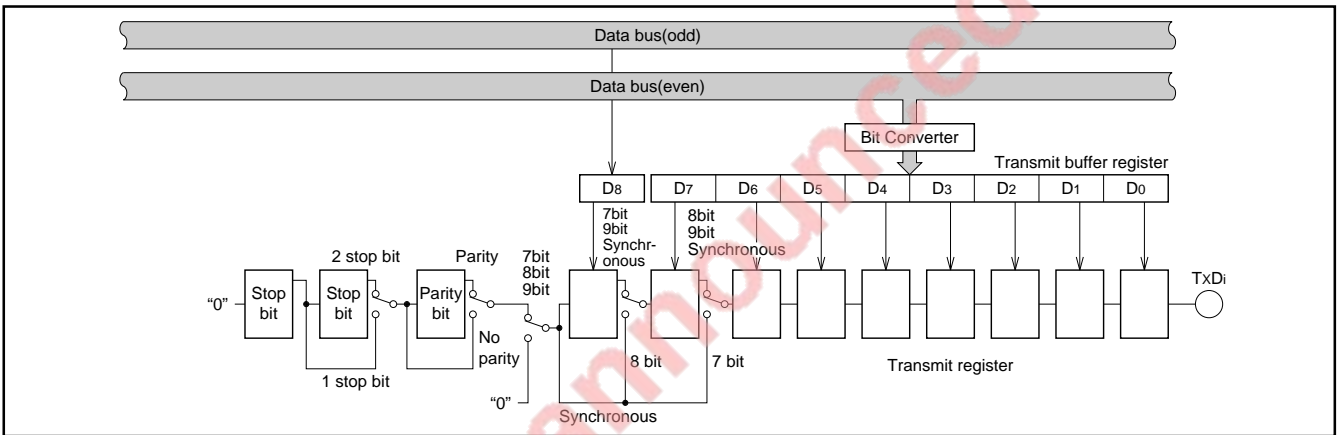 Data bus(odd)
Data bus(even)
Bit Converter
Transmit buffer register
D8
D7
D6
D5
D4
D3
D2
D1
D0
7bit
9bit
Synchr-
onous
8bit
9bit
Synchronous
2 stop bit
Parity
7bit
8bit
9bit
TxDi
“0”
Stop
bit
Stop
bit
Parity
bit
No
parity
1 stop bit
8 bit
7 bit
Transmit register
“0”
Synchronous
announced